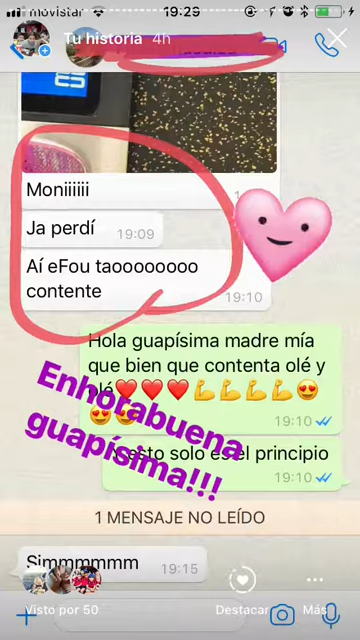 movistar 19:29
Tu historia 4h
Moniiiiii
Ja perdí 19:09
Aí eFou taoooooooo
contente 19:10
Hola guapísima madre mía
que bien que contenta olé y
olé❤️❤️❤️💪💪💪💪😍
😍😍 19:10
Y esto solo es el principio
19:10
Enhorabuena
guapísima!!!
1 MENSAJE NO LEÍDO
Simmmmmm 19:15
Visto por 50 Destacar Más